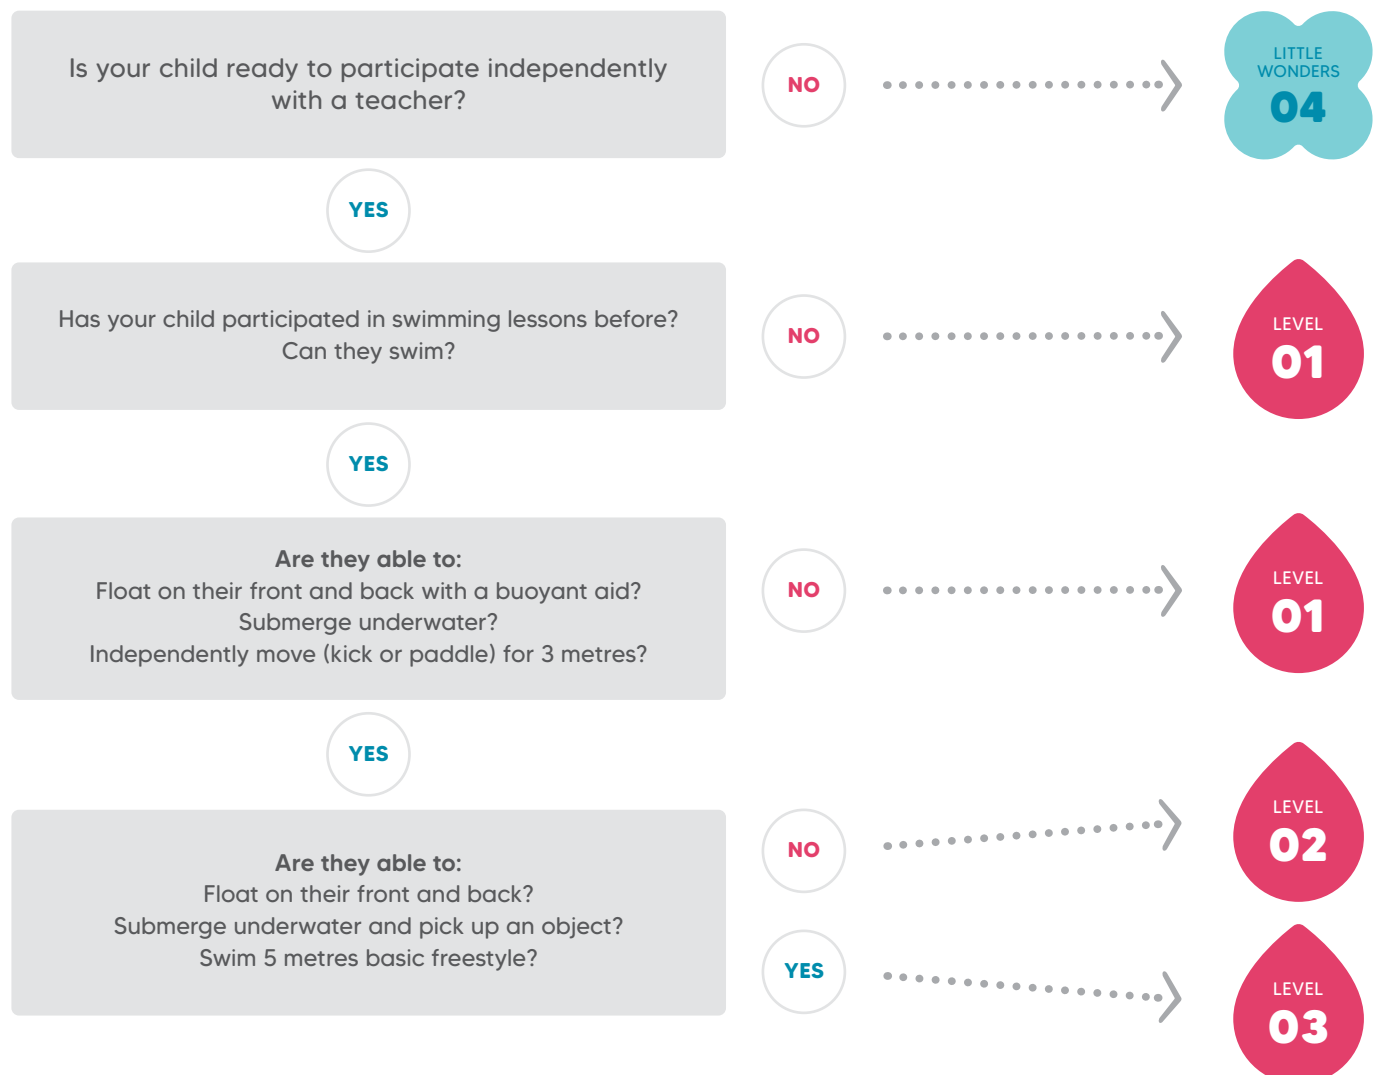 Is your child ready to participate independently
with a teacher?
NO
LITTLE
WONDERS
04
YES
Has your child participated in swimming lessons before?
Can they swim?
NO
LEVEL
01
YES
Are they able to:
Float on their front and back with a buoyant aid?
Submerge underwater?
Independently move (kick or paddle) for 3 metres?
NO
LEVEL
01
YES
Are they able to:
Float on their front and back?
Submerge underwater and pick up an object?
Swim 5 metres basic freestyle?
NO
LEVEL
02
YES
LEVEL
03